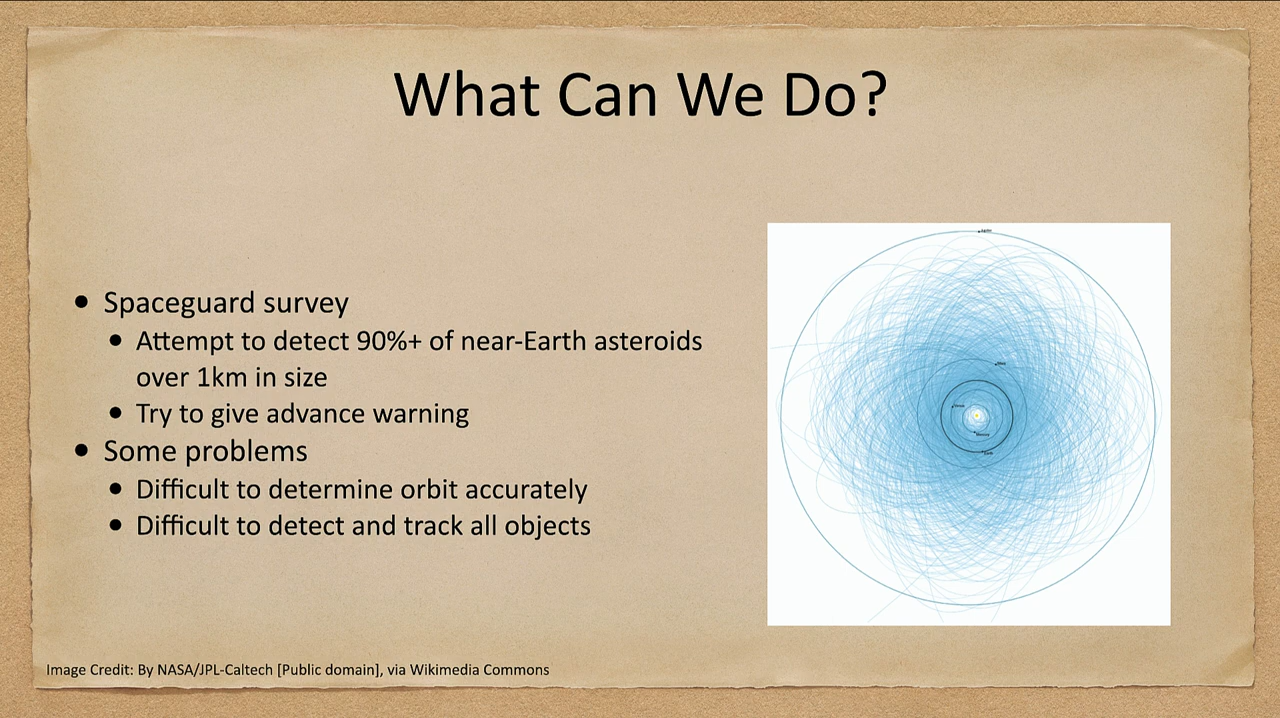 What Can We Do?
• Spaceguard survey
• Attempt to detect 90%+ of near-Earth asteroids
over 1km in size
• Try to give advance warning
• Some problems
• Difficult to determine orbit accurately
• Difficult to detect and track all objects
Image Credit: By NASA/JPL-Caltech [Public domain], via Wikimedia Commons